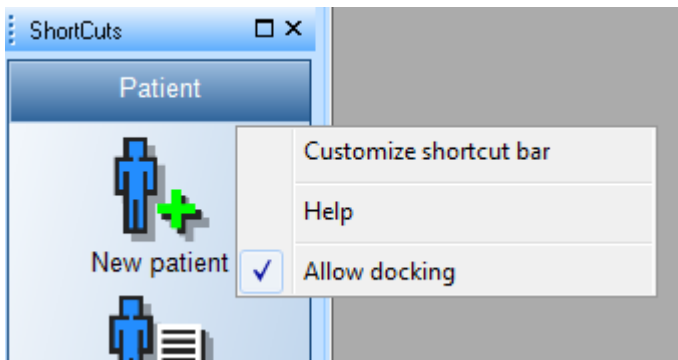 ShortCuts
Patient
Customize shortcut bar
Help
New patient
Allow docking